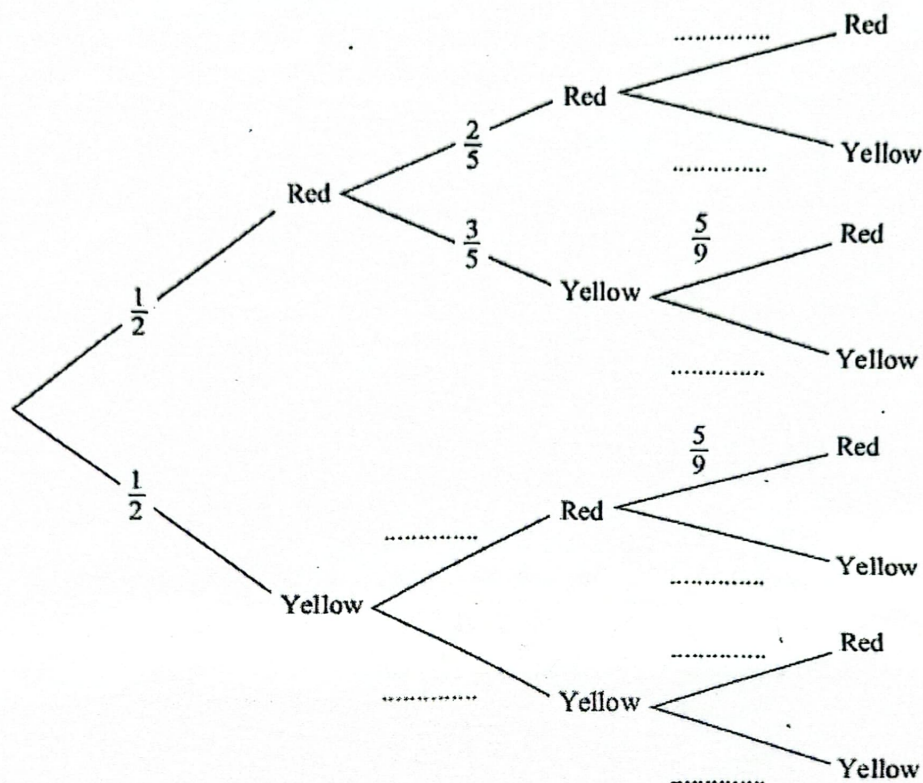 ............ Red
Red
2/5
............ Yellow
Red
3/5
5/9
Red
Yellow
1/2
............ Yellow
5/9
Red
1/2
............ Red
............ Yellow
Yellow
............ Red
............ Yellow
............ Yellow